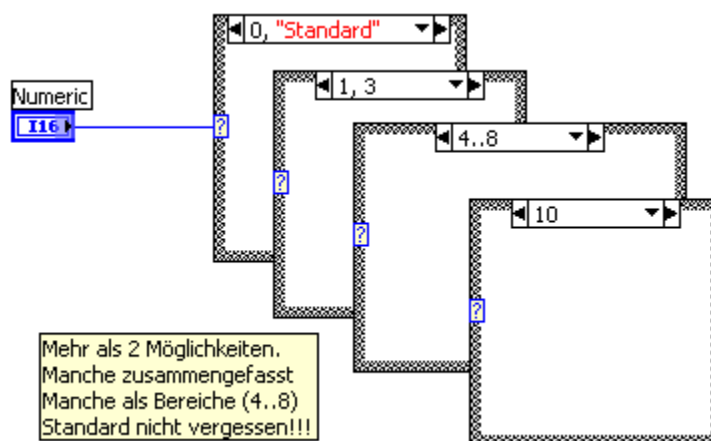 0, "Standard"
1, 3
Numeric
I16
?
4..8
?
10
?
?
Mehr als 2 Möglichkeiten.
Manche zusammengefasst
Manche als Bereiche (4..8)
Standard nicht vergessen!!!